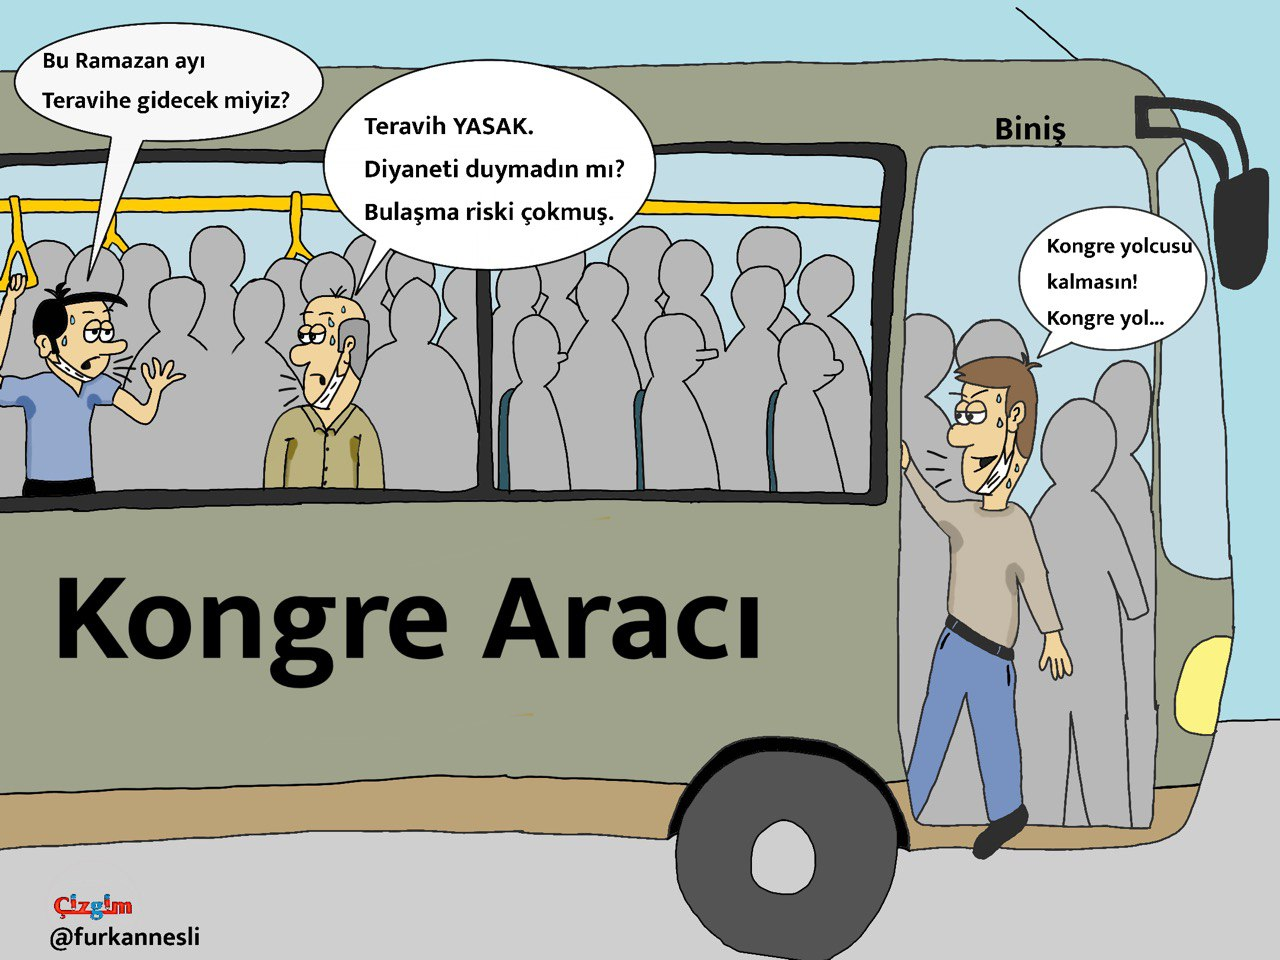 Bu Ramazan ayı
Teravihe gidecek miyiz?
Teravih YASAK.
Diyaneti duymadın mı?
Bulaşma riski çokmuş.
Biniş
Kongre yolcusu
kalmasın!
Kongre yol...
Kongre Aracı
Çizgim
@furkannesli